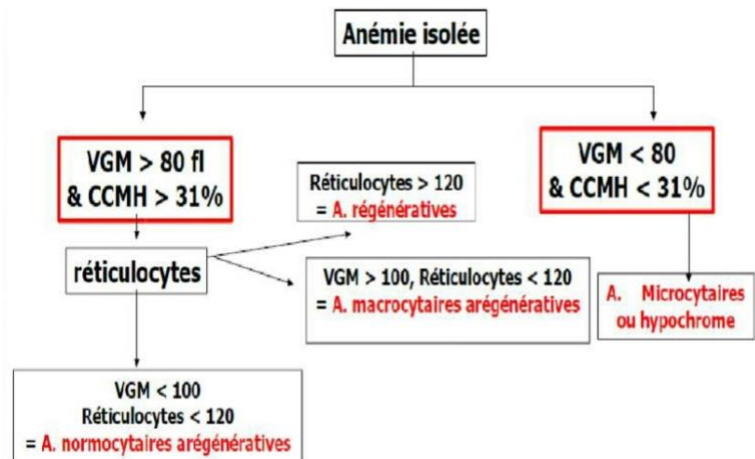 Anémie isolée
VGM > 80 fl
& CCMH > 31%
VGM < 80
& CCMH < 31%
Réticulocytes > 120
= A. régénératives
réticulocytes
VGM > 100, Réticulocytes < 120
= A. macrocytaires arégénératives
A. Microcytaires
ou hypochrome
VGM < 100
Réticulocytes < 120
= A. normocytaires arégénératives